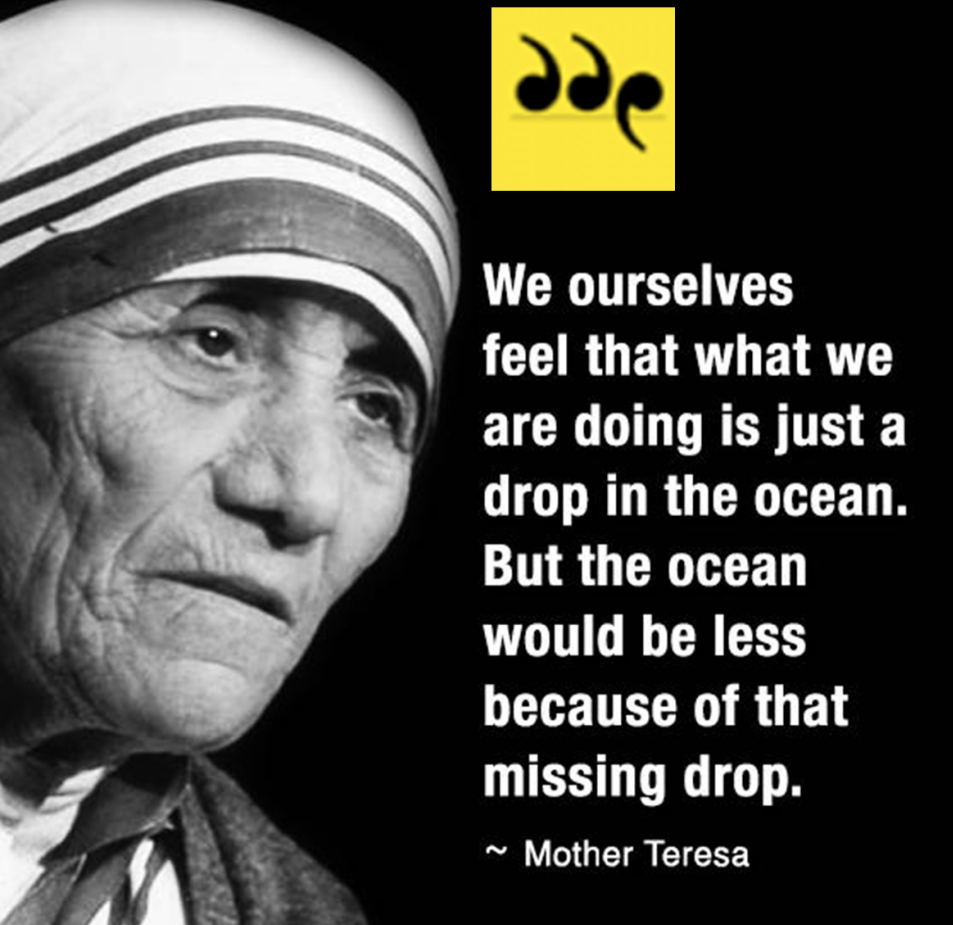 We ourselves
feel that what we
are doing is just a
drop in the ocean.
But the ocean
would be less
because of that
missing drop.
~ Mother Teresa